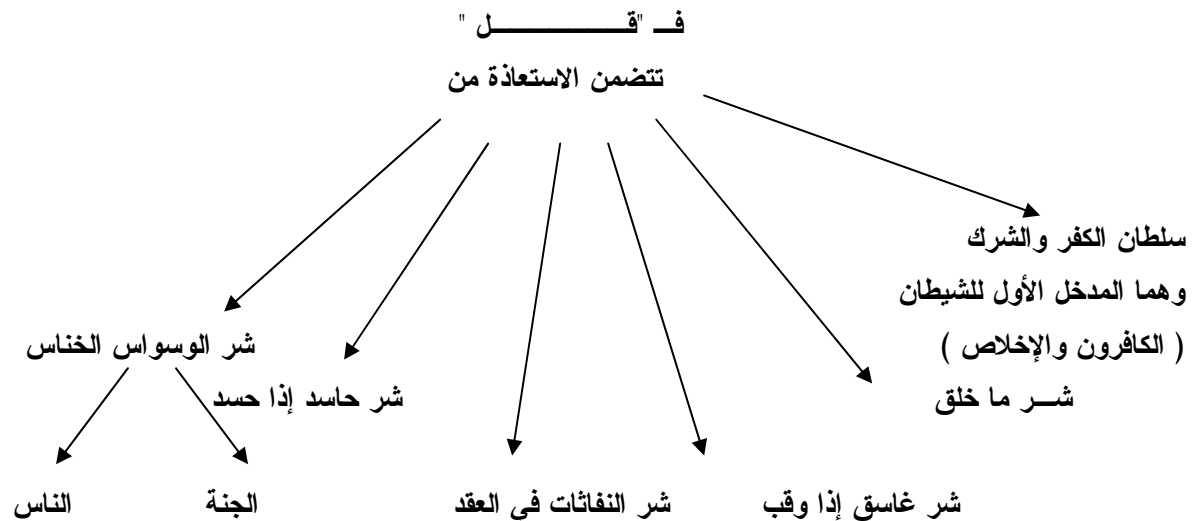 فـ "قـــــــــــل "
تتضمن الاستعاذة من
سلطان الكفر والشرك
وهما المدخل الأول للشيطان
( الكافرون والإخلاص )
شـــر ما خلق
شر غاسق إذا وقب
شر النفاثات فى العقد
شر حاسد إذا حسد
شر الوسواس الخناس
الجنة
الناس